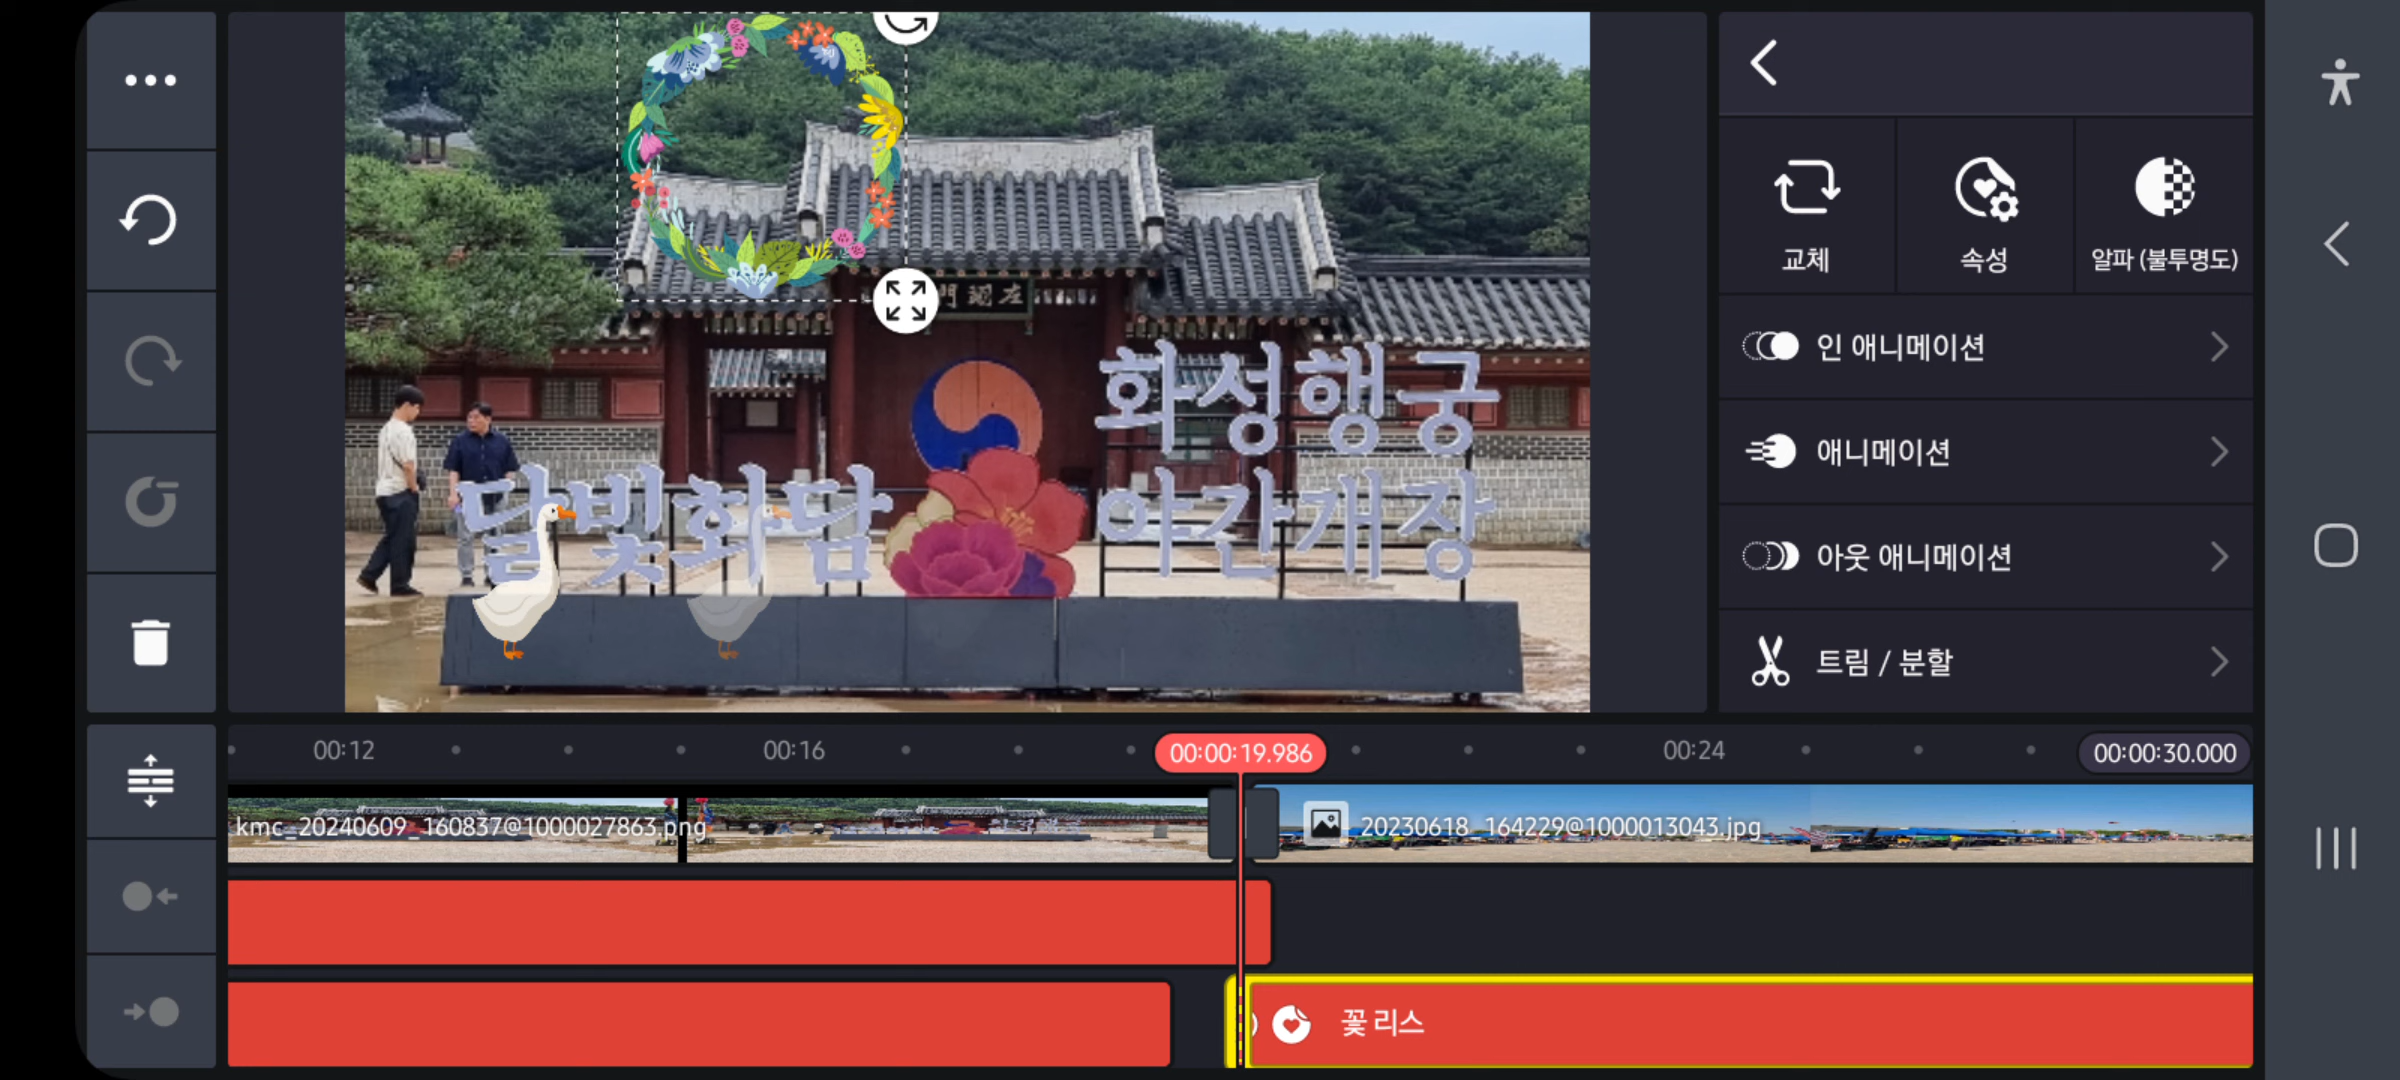 左翊門
화성행궁
달빛화담
야간개장
교체
속성
알파 (불투명도)
인 애니메이션
애니메이션
아웃 애니메이션
트림 / 분할
00:12
00:16
00:00:19.986
00:24
00:00:30.000
kmc_20240609_160837@1000027863.png
20230618_164229@1000013043.jpg
꽃 리스